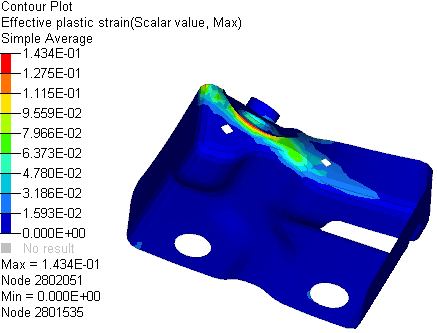 Contour Plot
Effective plastic strain(Scalar value, Max)
Simple Average
1.434E-01
1.275E-01
1.115E-01
9.559E-02
7.966E-02
6.373E-02
4.780E-02
3.186E-02
1.593E-02
0.000E+00
No result
Max = 1.434E-01
Node 2802051
Min = 0.000E+00
Node 2801535